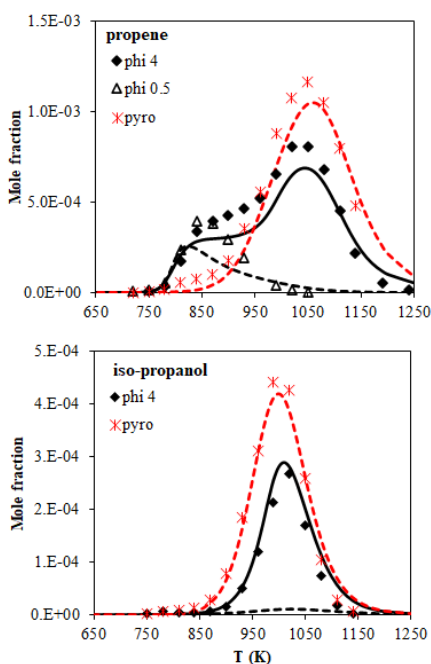 1.5E-03
propene
phi 4
phi 0.5
1.0E-03
pyro
Mole fraction
5.0E-04
0.0E+00
650 750 850 950 1050 1150 1250
5.E-04
iso-propanol
phi 4
4.E-04
pyro
3.E-04
Mole fraction
2.E-04
1.E-04
0.E+00
650 750 850 950 1050 1150 1250
T (K)